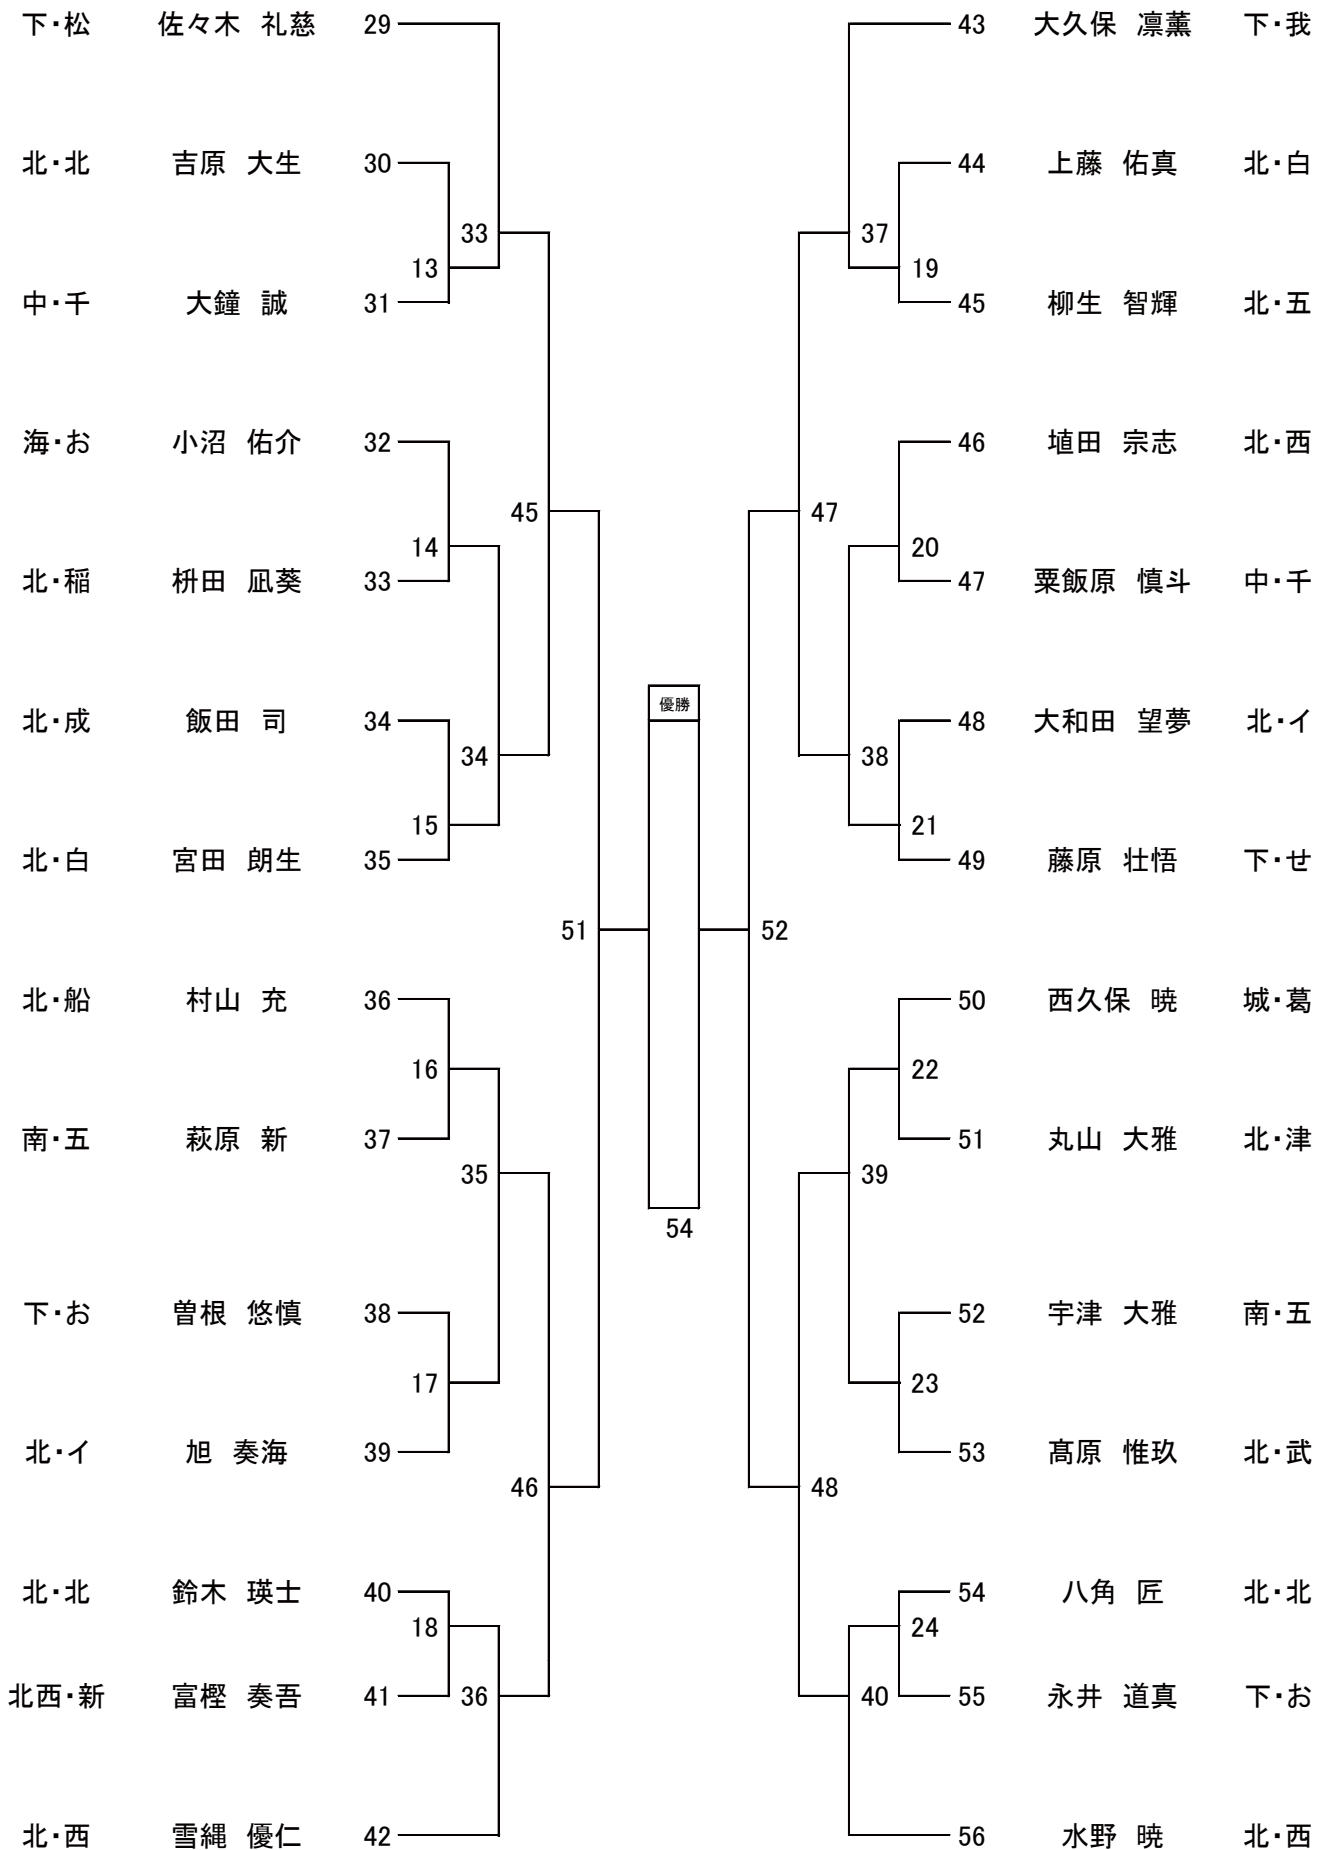 下・松 佐々木 礼慈 29 43 大久保 凛薫 下・我
北・北 吉原 大生 30 44 上藤 佑真 北・白
33 37
13 19
中・千 大鐘 誠 31 45 柳生 智輝 北・五
海・お 小沼 佑介 32 46 埴田 宗志 北・西
45 47
14 20
北・稲 枡田 凪葵 33 47 粟飯原 慎斗 中・千
優勝
北・成 飯田 司 34 48 大和田 望夢 北・イ
34 38
15 21
北・白 宮田 朗生 35 49 藤原 壮悟 下・せ
51 52
北・船 村山 充 36 50 西久保 暁 城・葛
16 22
南・五 萩原 新 37 51 丸山 大雅 北・津
35 39
54
下・お 曽根 悠慎 38 52 宇津 大雅 南・五
17 23
北・イ 旭 奏海 39 53 髙原 惟玖 北・武
46 48
北・北 鈴木 瑛士 40 54 八角 匠 北・北
18 24
北西・新 富樫 奏吾 41 36 40 55 永井 道真 下・お
北・西 雪縄 優仁 42 56 水野 暁 北・西